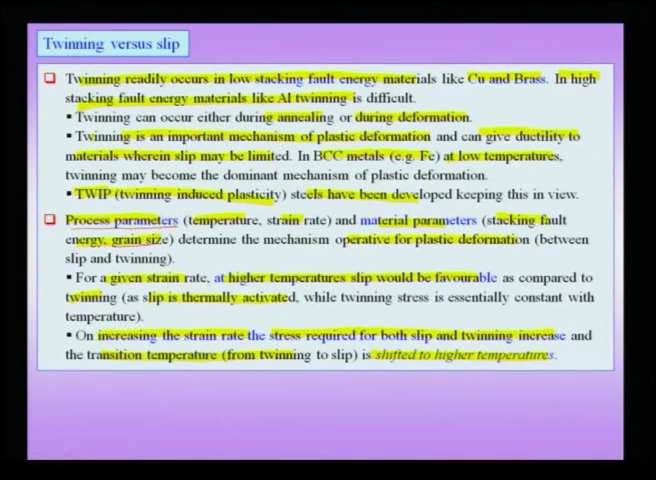 Twinning versus slip
❑ Twinning readily occurs in low stacking fault energy materials like Cu and Brass. In high
stacking fault energy materials like Al twinning is difficult.
▪ Twinning can occur either during annealing or during deformation.
▪ Twinning is an important mechanism of plastic deformation and can give ductility to
materials wherein slip may be limited. In BCC metals (e.g. Fe) at low temperatures,
twinning may become the dominant mechanism of plastic deformation.
▪ TWIP (twinning induced plasticity) steels have been developed keeping this in view.
❑ Process parameters (temperature, strain rate) and material parameters (stacking fault
energy, grain size) determine the mechanism operative for plastic deformation (between
slip and twinning).
▪ For a given strain rate, at higher temperatures slip would be favourable as compared to
twinning (as slip is thermally activated, while twinning stress is essentially constant with
temperature).
▪ On increasing the strain rate the stress required for both slip and twinning increase and
the transition temperature (from twinning to slip) is shifted to higher temperatures.